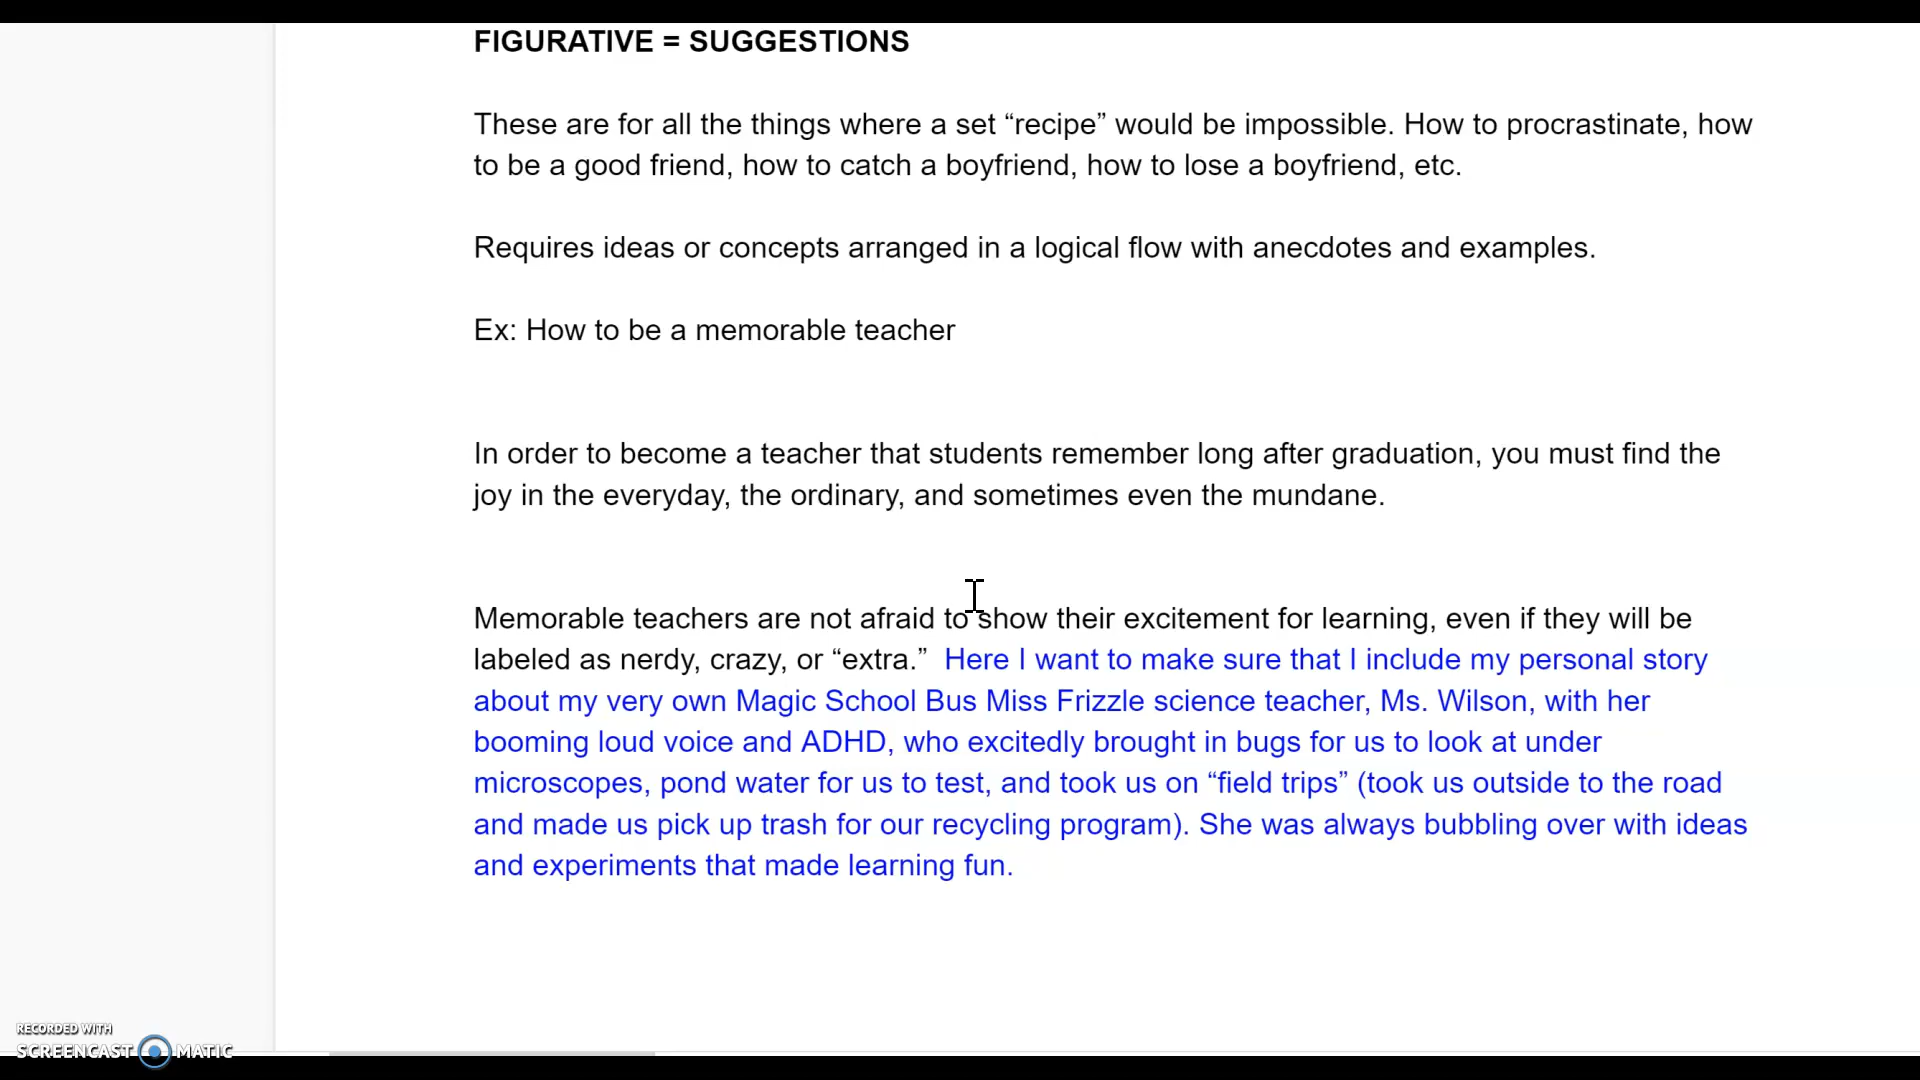 FIGURATIVE = SUGGESTIONS
These are for all the things where a set “recipe” would be impossible. How to procrastinate, how
to be a good friend, how to catch a boyfriend, how to lose a boyfriend, etc.
Requires ideas or concepts arranged in a logical flow with anecdotes and examples.
Ex: How to be a memorable teacher
In order to become a teacher that students remember long after graduation, you must find the
joy in the everyday, the ordinary, and sometimes even the mundane.
Memorable teachers are not afraid to show their excitement for learning, even if they will be
labeled as nerdy, crazy, or “extra.”  Here I want to make sure that I include my personal story
about my very own Magic School Bus Miss Frizzle science teacher, Ms. Wilson, with her
booming loud voice and ADHD, who excitedly brought in bugs for us to look at under
microscopes, pond water for us to test, and took us on “field trips” (took us outside to the road
and made us pick up trash for our recycling program). She was always bubbling over with ideas
and experiments that made learning fun.
RECORDED WITH
SCREENCAST MATIC